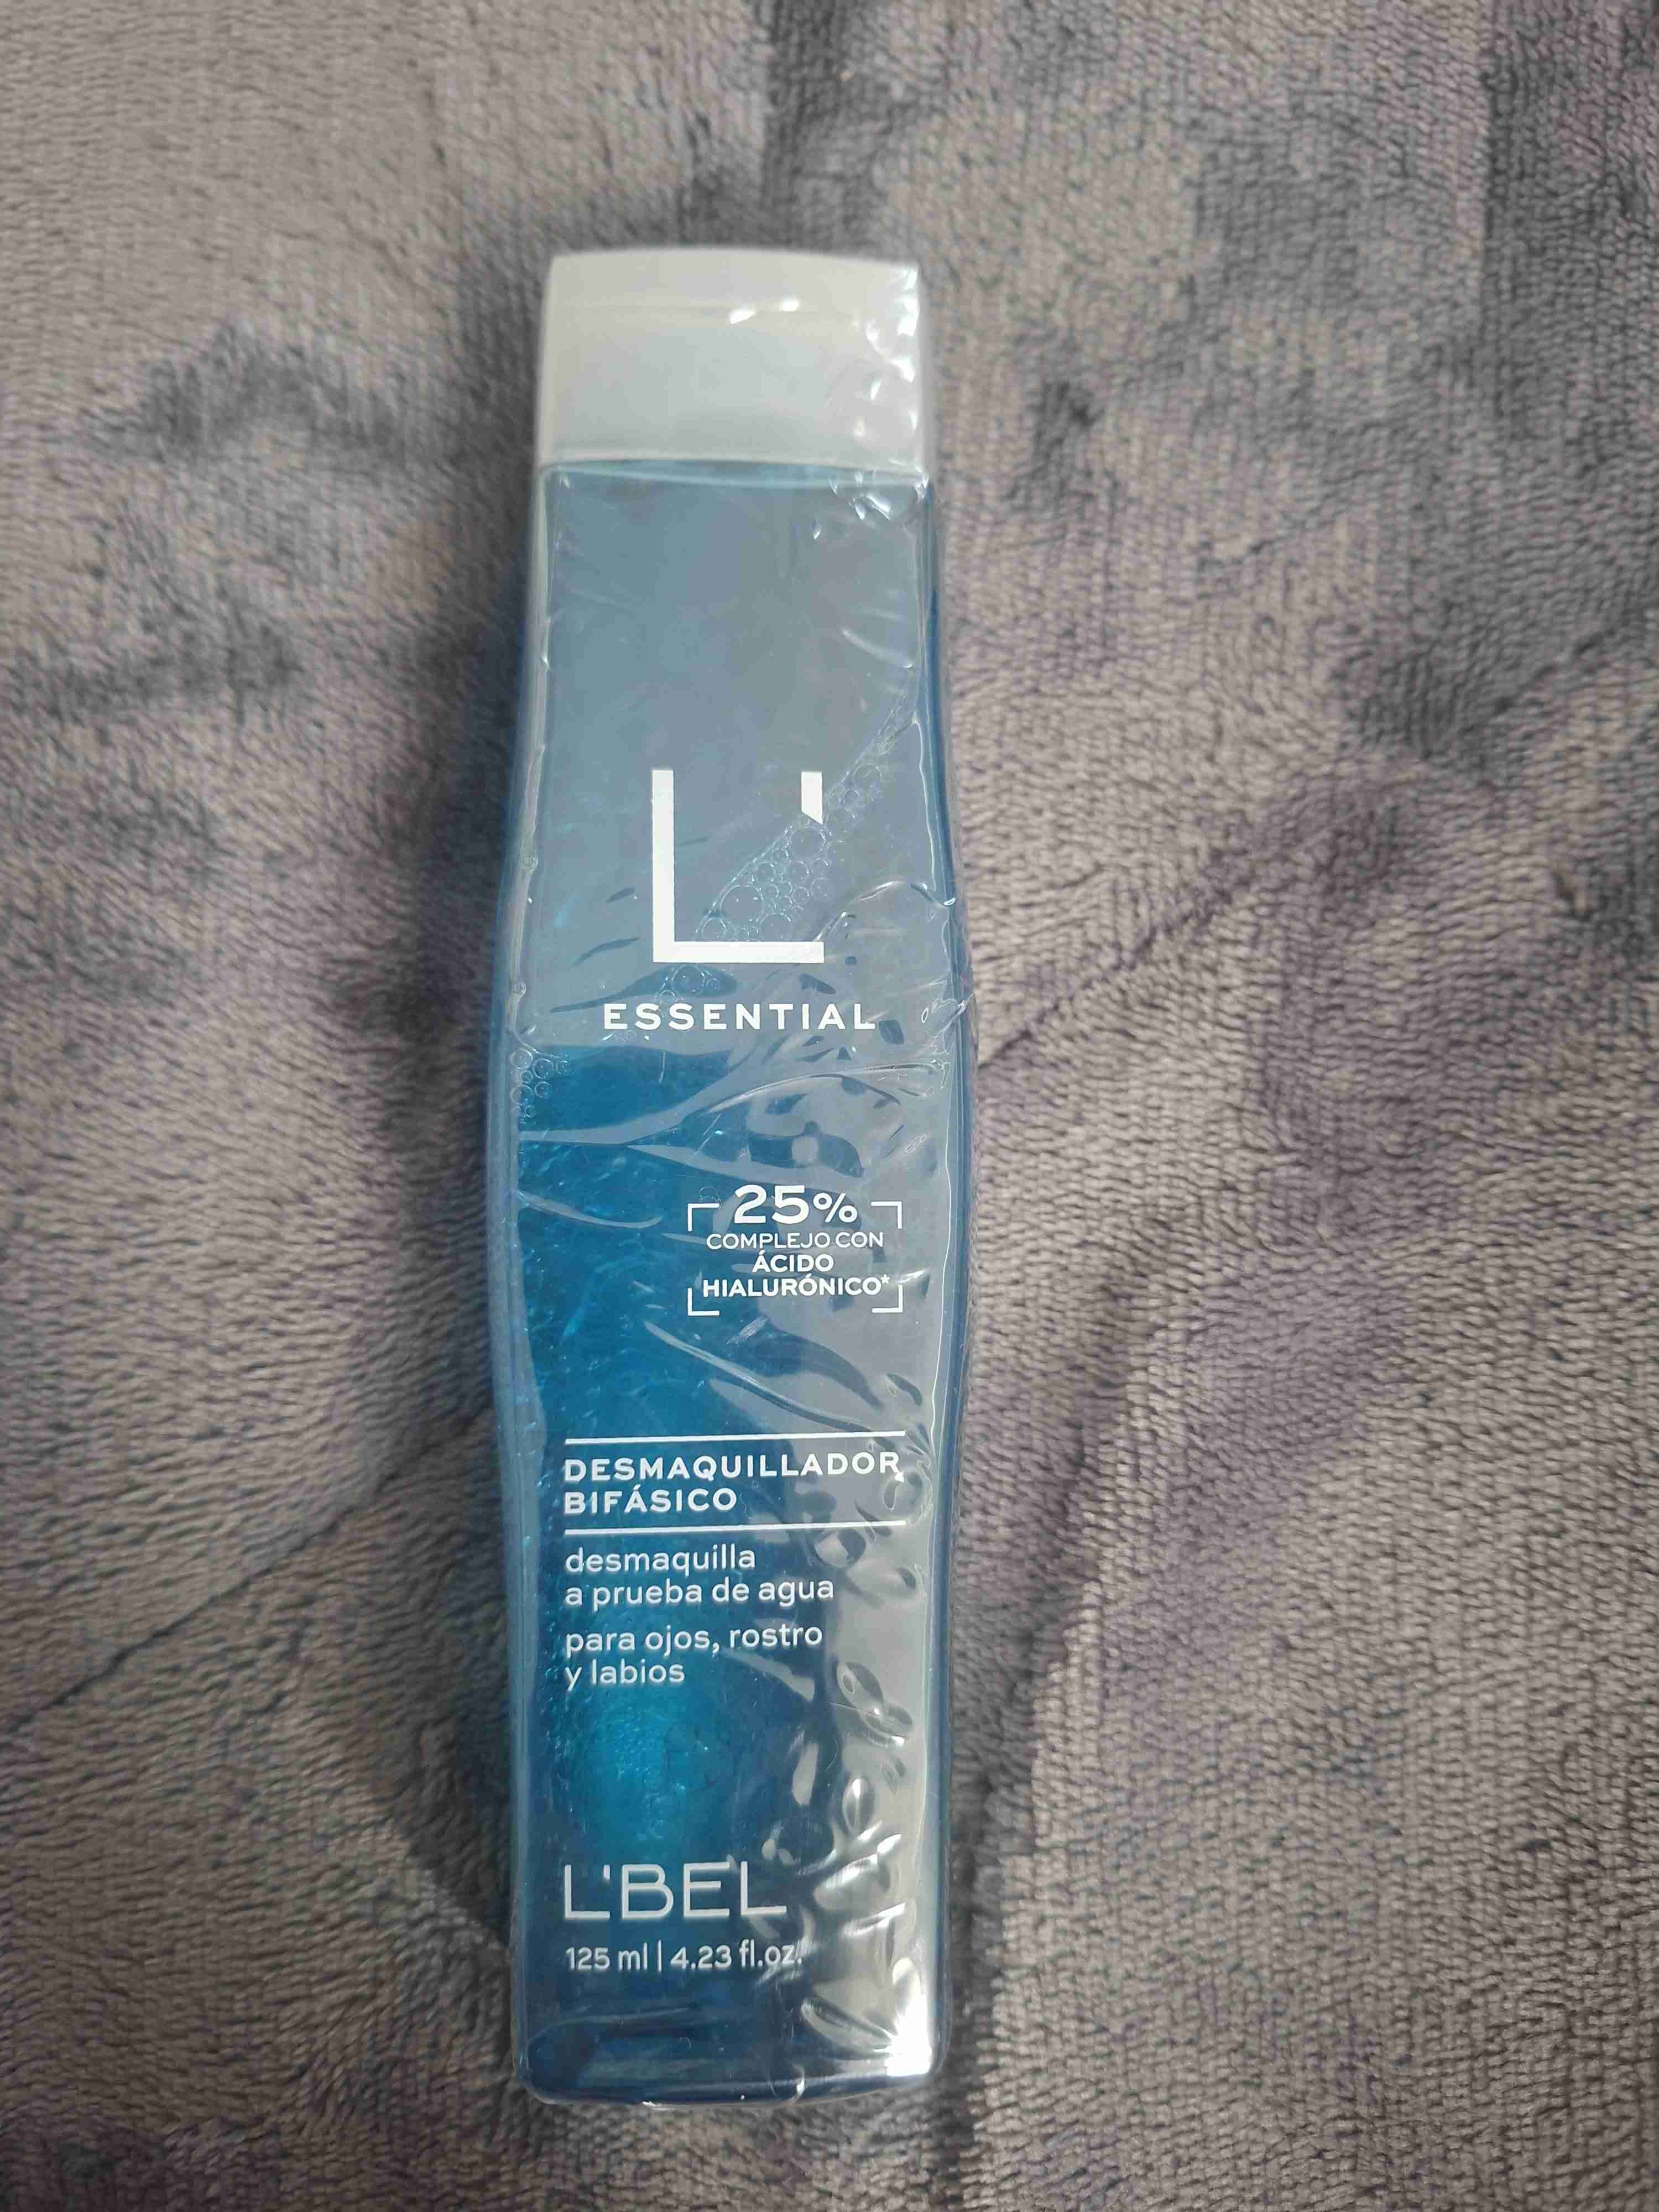 L'
ESSENTIAL
25%
COMPLEJO CON
ÁCIDO
HIALURÓNICO*
DESMAQUILLADOR
BIFÁSICO
desmaquilla
a prueba de agua
para ojos, rostro
y labios
L'BEL
125 ml | 4.23 fl.oz.